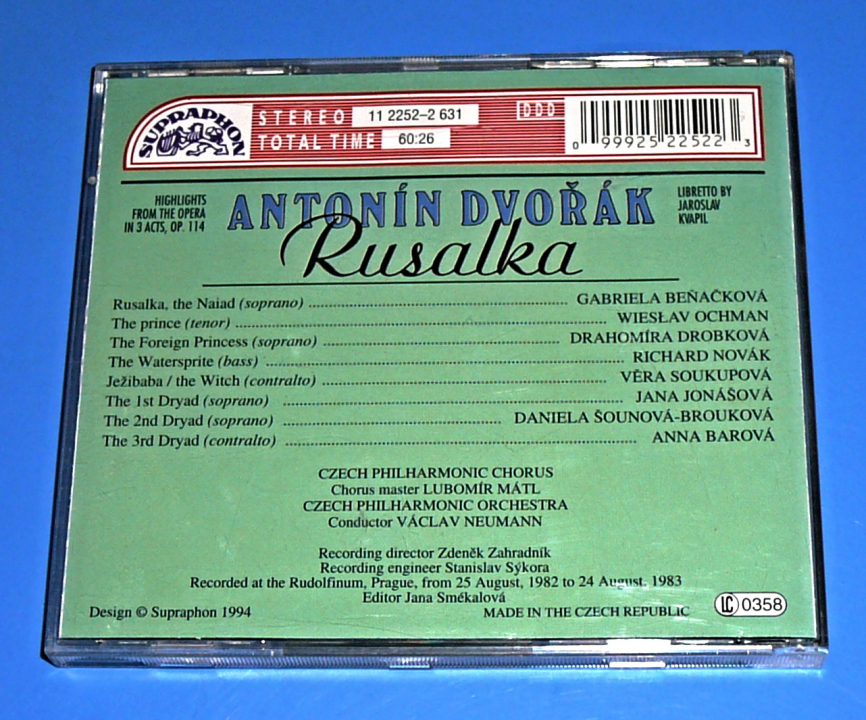 SUPRAPHON
STEREO 11 2252-2 631 DDD
TOTAL TIME 60:26
0 99925 22522 3
HIGHLIGHTS
FROM THE OPERA
IN 3 ACTS, OP. 114
ANTONÍN DVOŘÁK
LIBRETTO BY
JAROSLAV
KVAPIL
Rusalka
Rusalka, the Naiad (soprano) ........ GABRIELA BEŇAČKOVÁ
The prince (tenor) ........ WIESŁAV OCHMAN
The Foreign Princess (soprano) ........ DRAHOMÍRA DROBKOVÁ
The Watersprite (bass) ........ RICHARD NOVÁK
Ježibaba / the Witch (contralto) ........ VĚRA SOUKUPOVÁ
The 1st Dryad (soprano) ........ JANA JONÁŠOVÁ
The 2nd Dryad (soprano) ........ DANIELA ŠOUNOVÁ-BROUKOVÁ
The 3rd Dryad (contralto) ........ ANNA BAROVÁ
CZECH PHILHARMONIC CHORUS
Chorus master LUBOMÍR MÁTL
CZECH PHILHARMONIC ORCHESTRA
Conductor VÁCLAV NEUMANN
Recording director Zdeněk Zahradník
Recording engineer Stanislav Sýkora
Recorded at the Rudolfinum, Prague, from 25 August, 1982 to 24 August, 1983
Editor Jana Smékalová
Design © Supraphon 1994
MADE IN THE CZECH REPUBLIC
LC 0358